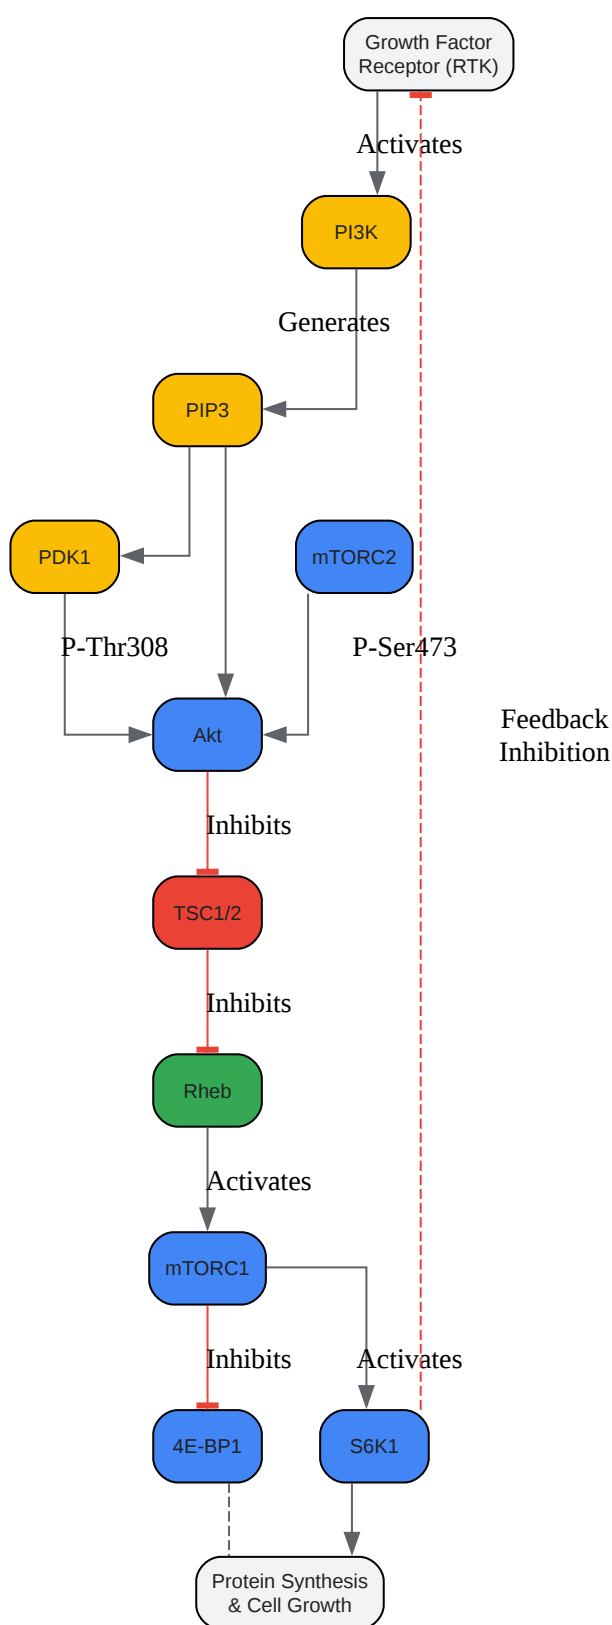 Growth Factor
Receptor (RTK)
Activates
PI3K
Generates
PIP3
PDK1
mTORC2
P-Thr308
P-Ser473
Feedback
Inhibition
Akt
Inhibits
TSC1/2
Inhibits
Rheb
Activates
mTORC1
Inhibits
Activates
4E-BP1
S6K1
Protein Synthesis
& Cell Growth